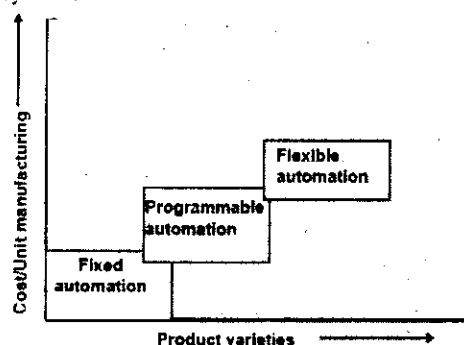 Cost/Unit manufacturing
Flexible
automation
Programmable
automation
Fixed
automation
Product varieties